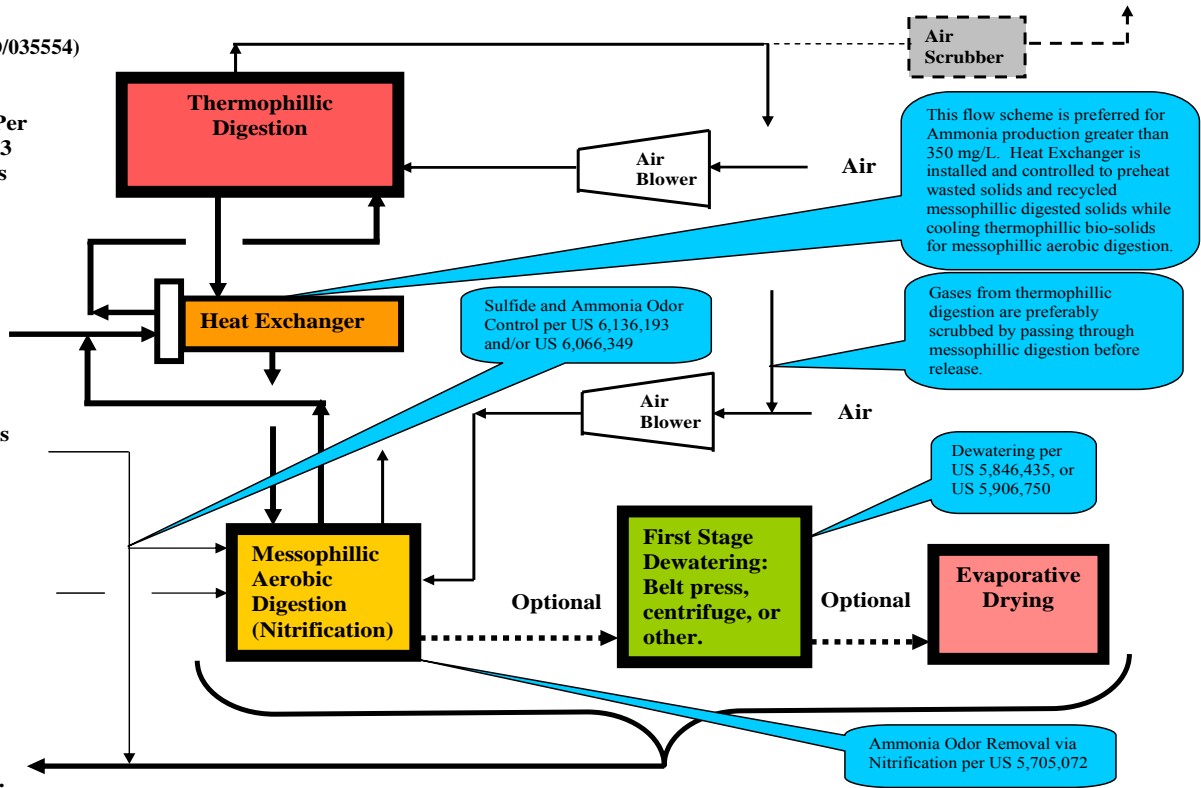 /035554)
Air
Scrubber
Thermophillic
Digestion
Per
3
s
This flow scheme is preferred for
Ammonia production greater than
350 mg/L. Heat Exchanger is
installed and controlled to preheat
wasted solids and recycled
messophillic digested solids while
cooling thermophillic bio-solids
for messophillic aerobic digestion.
Air
Blower
Air
Heat Exchanger
Sulfide and Ammonia Odor
Control per US 6,136,193
and/or US 6,066,349
Gases from thermophillic
digestion are preferably
scrubbed by passing through
messophillic digestion before
release.
Air
Blower
Air
s
Dewatering per
US 5,846,435, or
US 5,906,750
Messophillic
Aerobic
Digestion
(Nitrification)
Optional
First Stage
Dewatering:
Belt press,
centrifuge, or
other.
Optional
Evaporative
Drying
Ammonia Odor Removal via
Nitrification per US 5,705,072
.